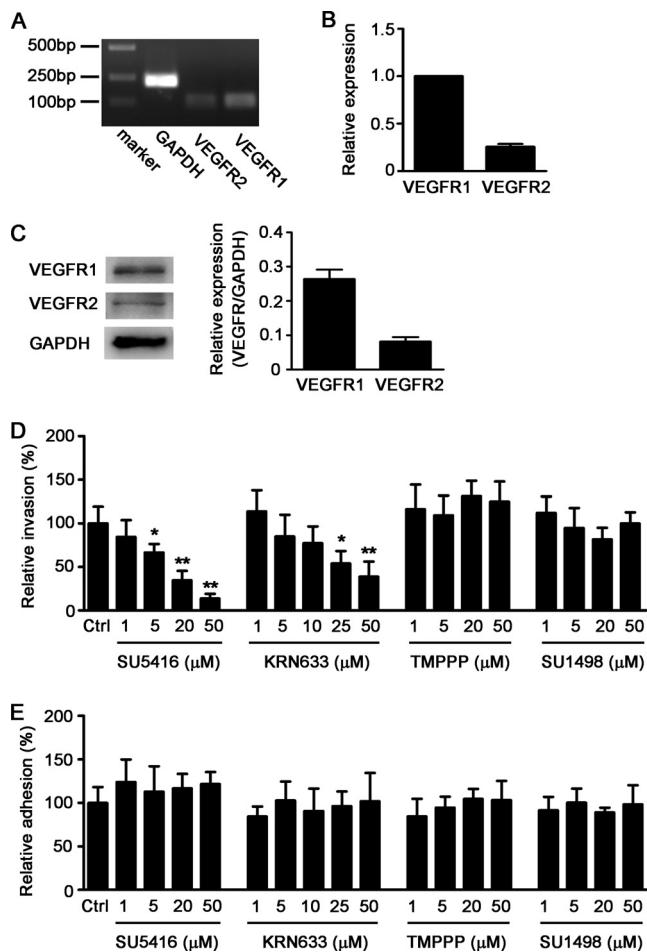 A
500bp
250bp
100bp
marker
GAPDH
VEGFR2
VEGFR1
B
Relative expression
1.5
1.0
0.5
0
VEGFR1 VEGFR2
C
VEGFR1
VEGFR2
GAPDH
Relative expression
(VEGFR/GAPDH)
0.4
0.3
0.2
0.1
0
VEGFR1 VEGFR2
D
Relative invasion (%)
200
150
100
50
0
* ** ** * **
Ctrl 1 5 20 50 1 5 10 25 50 1 5 20 50 1 5 20 50
SU5416 (μM) KRN633 (μM) TMPPP (μM) SU1498 (μM)
E
Relative adhesion (%)
200
150
100
50
0
Ctrl 1 5 20 50 1 5 10 25 50 1 5 20 50 1 5 20 50
SU5416 (μM) KRN633 (μM) TMPPP (μM) SU1498 (μM)